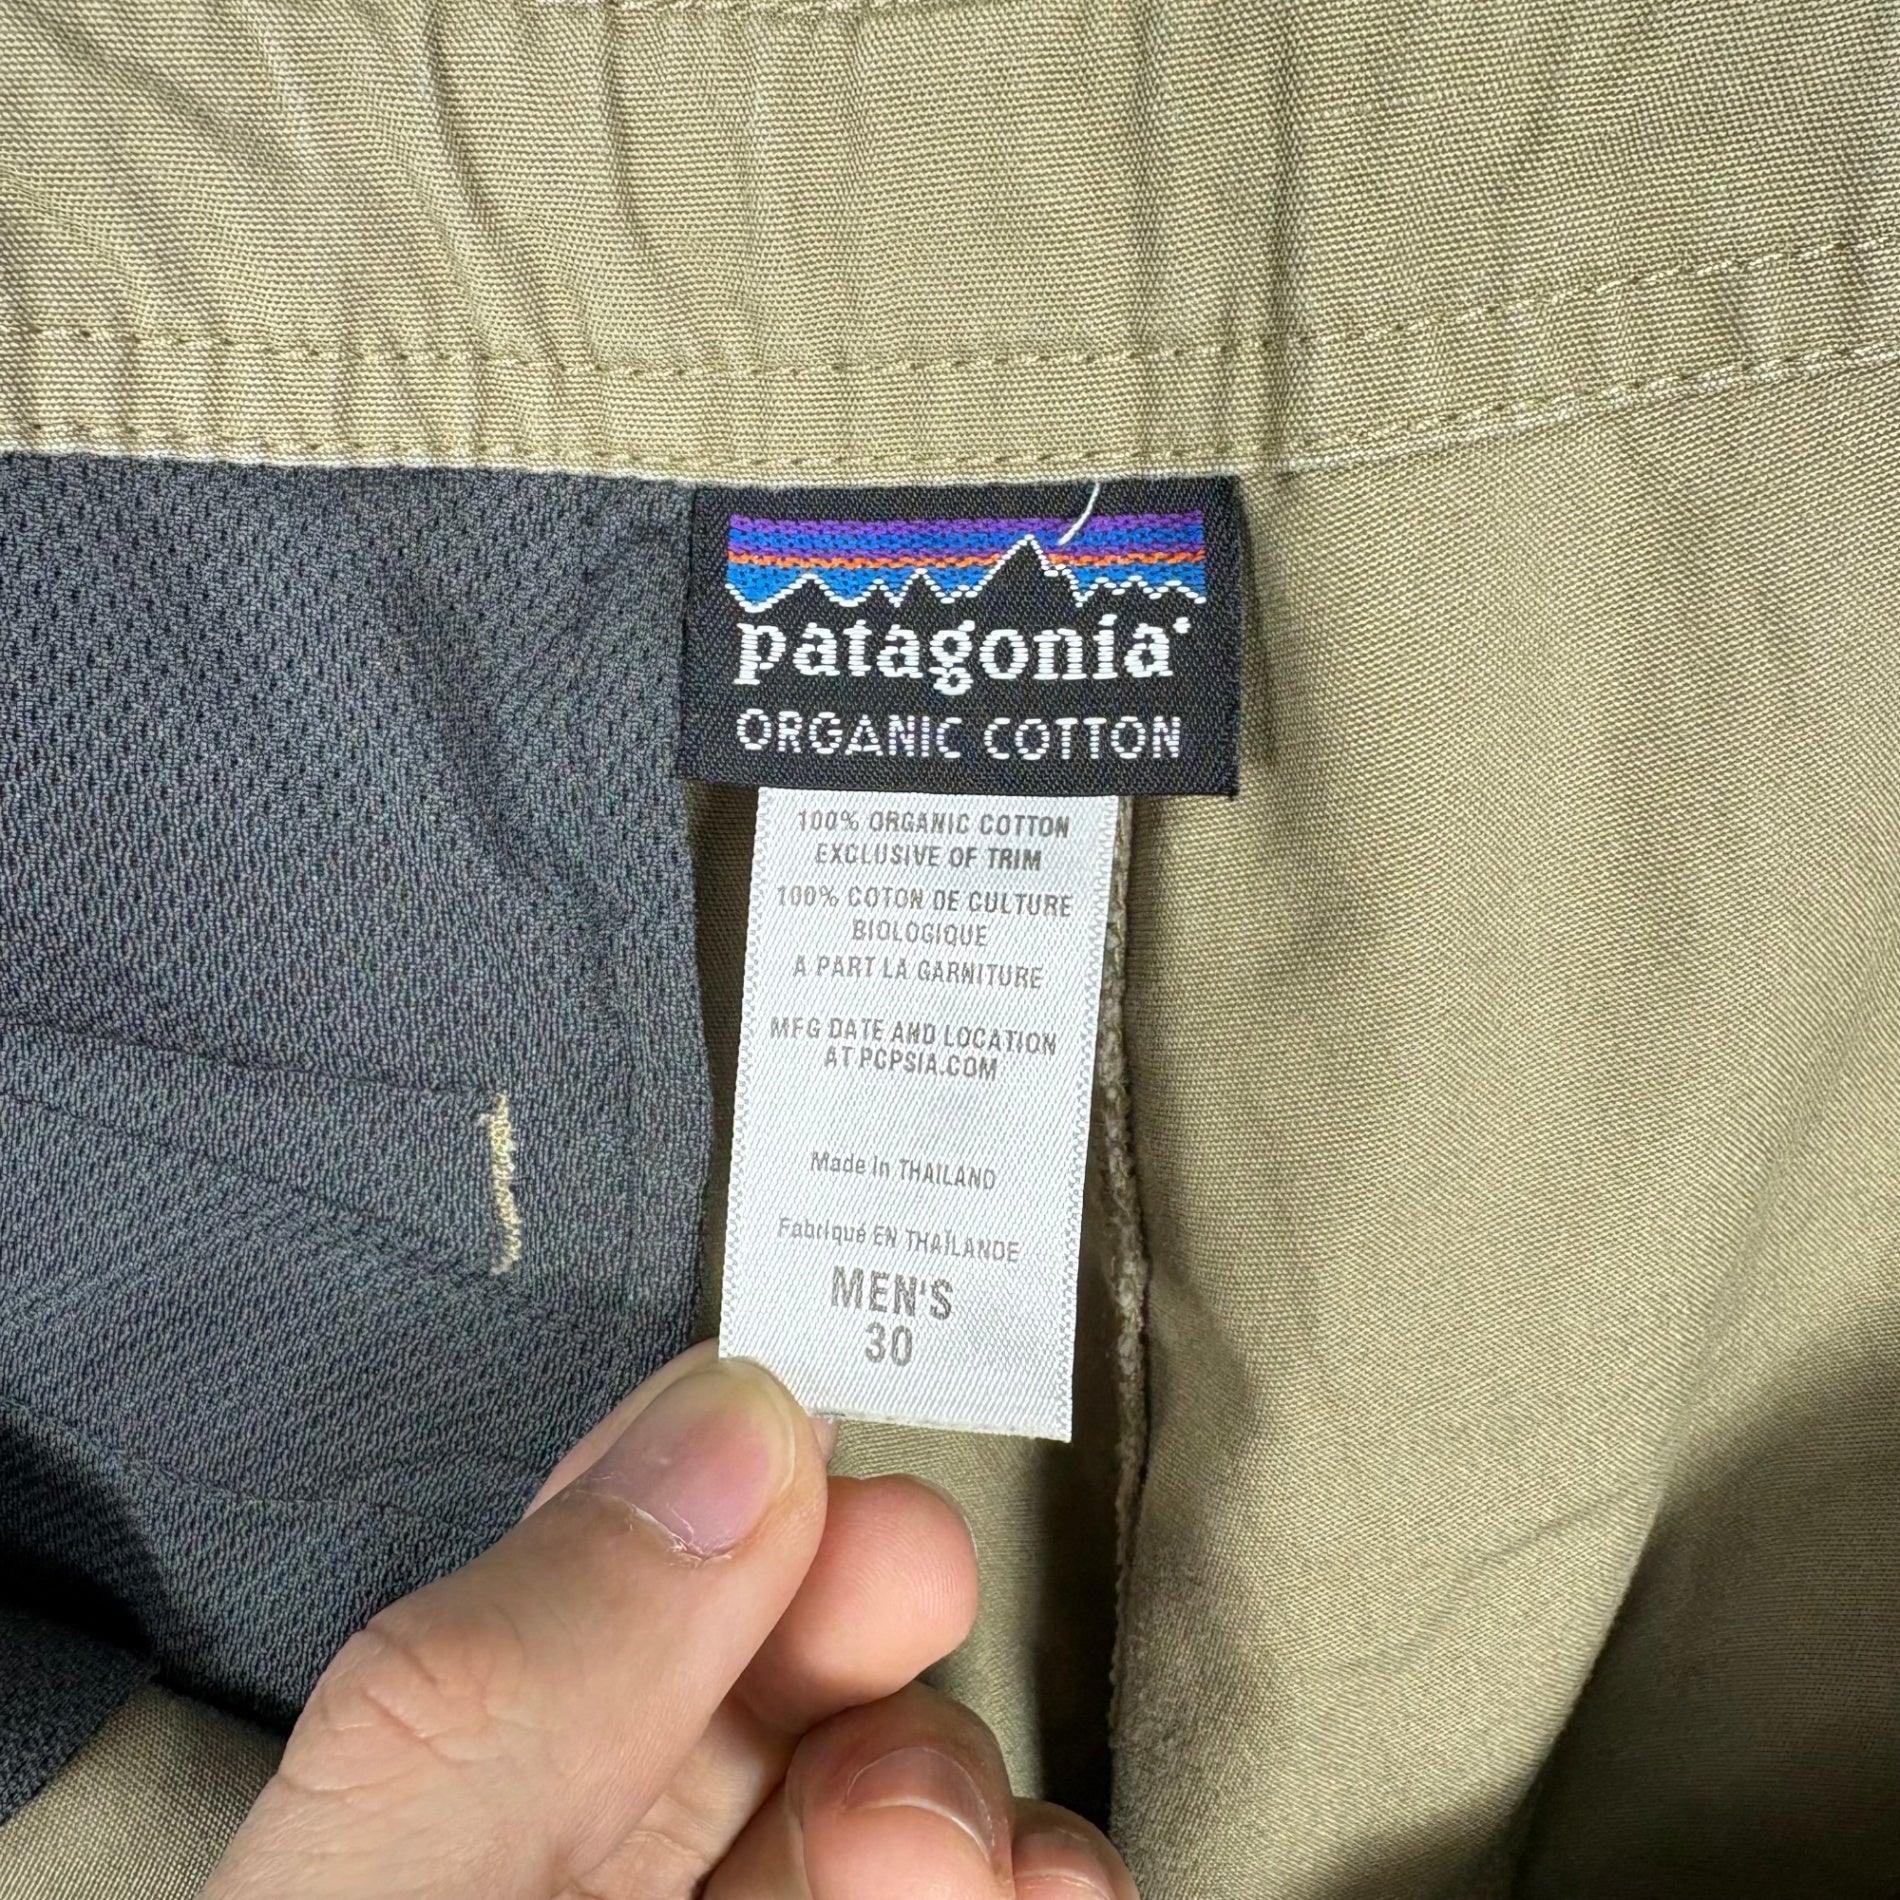 patagonia
ORGANIC COTTON
100% ORGANIC COTTON
EXCLUSIVE OF TRIM
100% COTON DE CULTURE
BIOLOGIQUE
A PART LA GARNITURE
MFG DATE AND LOCATION
AT PCPSIA.COM
Made in THAILAND
Fabriqué EN THAÏLANDE
MEN'S
30